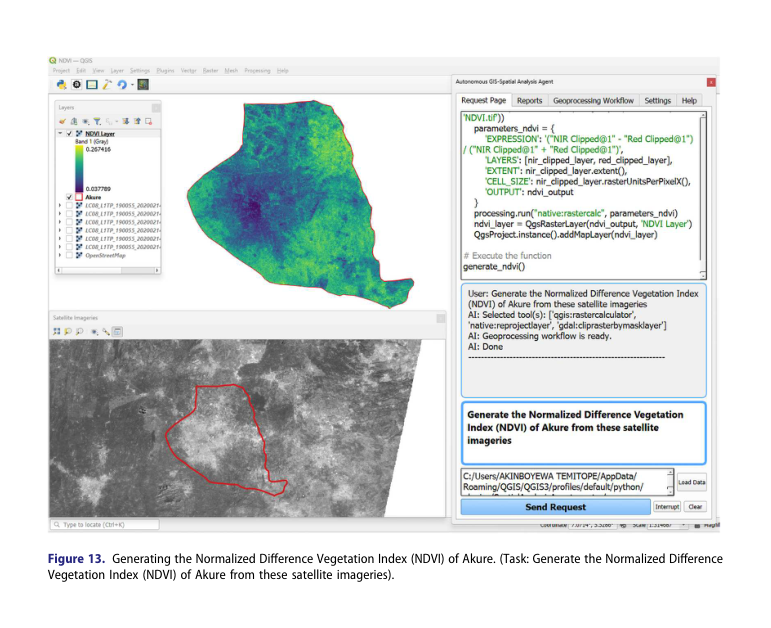 NDVI — QGIS
Project Edit View Layer Settings Plugins Vector Raster Mesh Processing Help
Layers
NDVI Layer
Band 1 (Gray)
0.267416
0.037789
Akure
LC08_L1TP_190055_2020021
LC08_L1TP_190055_2020021
LC08_L1TP_190055_2020021
LC08_L1TP_190055_2020021
LC08_L1TP_190055_2020021
OpenStreetMap
Satellite Imageries
Type to locate (Ctrl+K)
Autonomous GIS-Spatial Analysis Agent
Request Page Reports Geoprocessing Workflow Settings Help
'NDVI.tif'))
parameters_ndvi = {
'EXPRESSION': '("NIR Clipped@1" - "Red Clipped@1")
/ ("NIR Clipped@1" + "Red Clipped@1")',
'LAYERS': [nir_clipped_layer, red_clipped_layer],
'EXTENT': nir_clipped_layer.extent(),
'CELL_SIZE': nir_clipped_layer.rasterUnitsPerPixelX(),
'OUTPUT': ndvi_output
}
processing.run("native:rastercalc", parameters_ndvi)
ndvi_layer = QgsRasterLayer(ndvi_output, 'NDVI Layer')
QgsProject.instance().addMapLayer(ndvi_layer)
# Execute the function
generate_ndvi()
User: Generate the Normalized Difference Vegetation Index
(NDVI) of Akure from these satellite imageries
AI: Selected tool(s): ['qgis:rastercalculator',
'native:reprojectlayer', 'gdal:cliprasterbymasklayer']
AI: Geoprocessing workflow is ready.
AI: Done
------------------------------------------------------------
Generate the Normalized Difference Vegetation
Index (NDVI) of Akure from these satellite
imageries
C:/Users/AKINBOYEWA TEMITOPE/AppData/
Roaming/QGIS/QGIS3/profiles/default/python/
Load Data
Send Request
Interrupt Clear
Figure 13. Generating the Normalized Difference Vegetation Index (NDVI) of Akure. (Task: Generate the Normalized Difference
Vegetation Index (NDVI) of Akure from these satellite imageries).